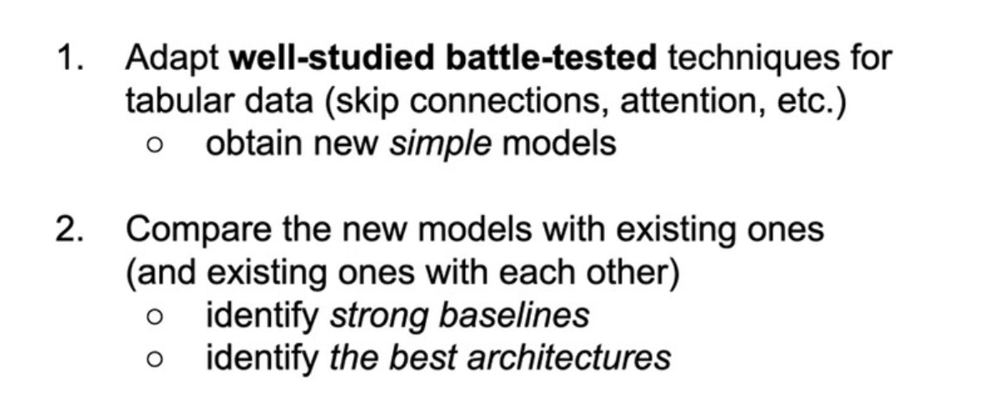 1. Adapt well-studied battle-tested techniques for
tabular data (skip connections, attention, etc.)
○ obtain new simple models
2. Compare the new models with existing ones
(and existing ones with each other)
○ identify strong baselines
○ identify the best architectures